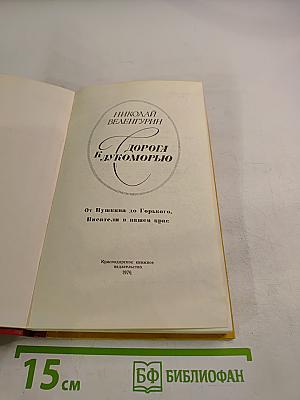 НИКОЛАЙ
ВЕЛЕНГУРИН
ДОРОГА
К ЛУКОМОРЬЮ
От Пушкина до Горького,
Писатели в нашем крае
Краснодарское книжное
издательство
1976
15 см
БФ БИБЛИОФАН